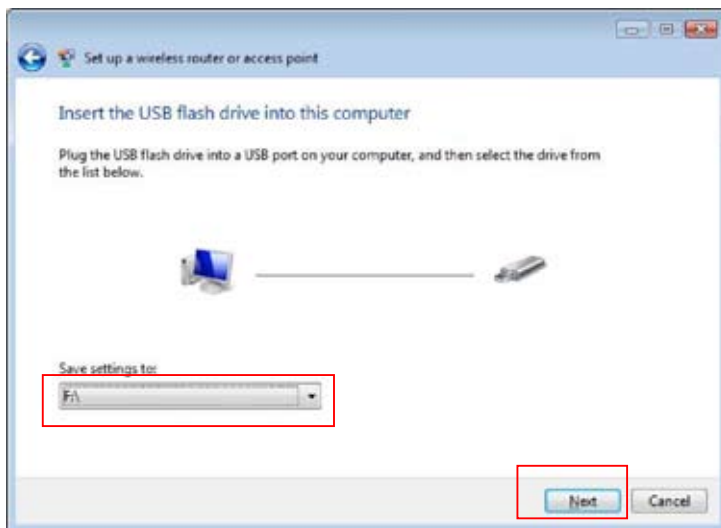 Set up a wireless router or access point
Insert the USB flash drive into this computer
Plug the USB flash drive into a USB port on your computer, and then select the drive from
the list below.
Save settings to:
F:\
Next
Cancel